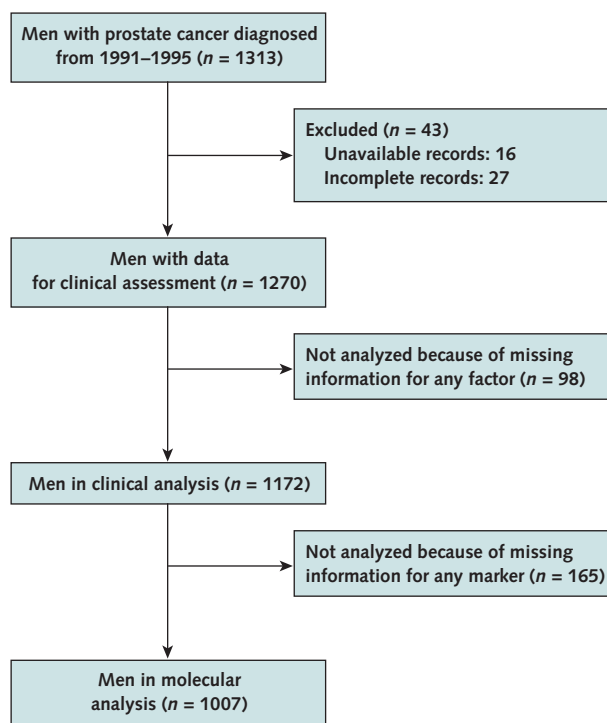 Men with prostate cancer diagnosed
from 1991–1995 (n = 1313)
Excluded (n = 43)
Unavailable records: 16
Incomplete records: 27
Men with data
for clinical assessment (n = 1270)
Not analyzed because of missing
information for any factor (n = 98)
Men in clinical analysis (n = 1172)
Not analyzed because of missing
information for any marker (n = 165)
Men in molecular
analysis (n = 1007)